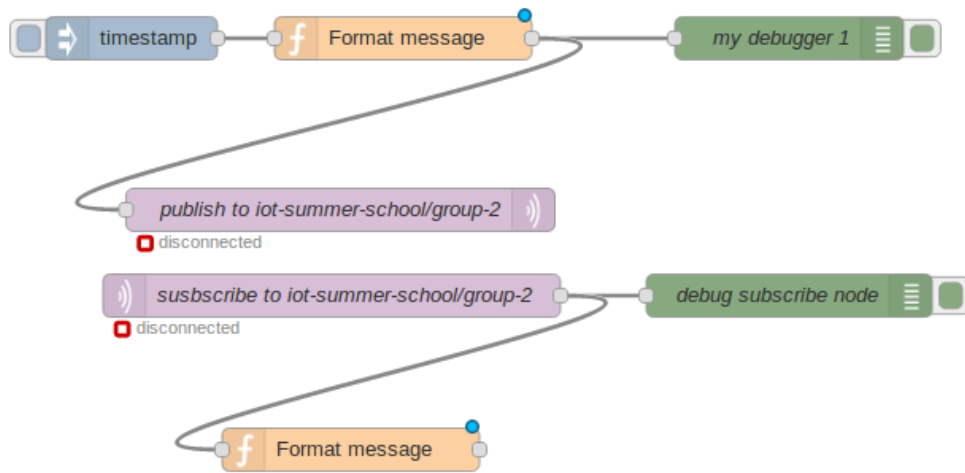 timestamp
Format message
my debugger 1
publish to iot-summer-school/group-2
disconnected
susbscribe to iot-summer-school/group-2
debug subscribe node
disconnected
Format message